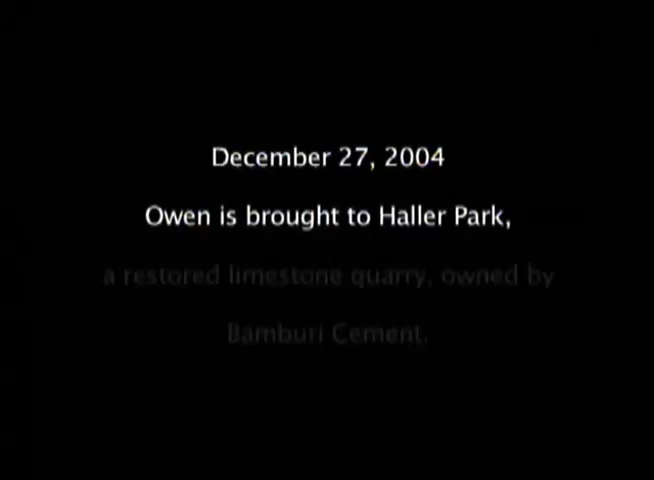 December 27, 2004
Owen is brought to Haller Park,
a restored limestone quarry, owned by
Bamburi Cement.